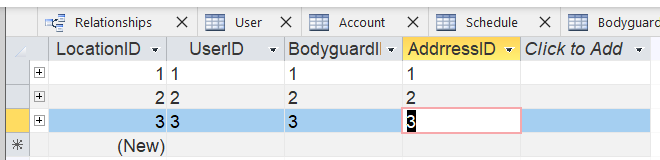 Relationships User Account Schedule Bodyguard
LocationID UserID BodyguardI AddrressID Click to Add
1 1 1 1
2 2 2 2
3 3 3 3
(New)